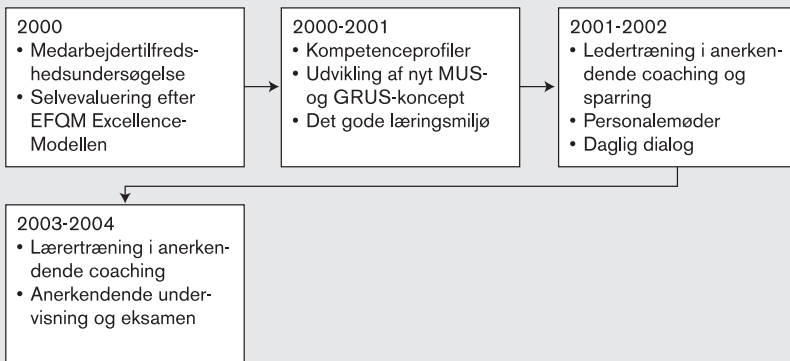 2000
• Medarbejdertilfreds-
hedsundersøgelse
• Selvevaluering efter
EFQM Excellence-
Modellen
2000-2001
• Kompetenceprofiler
• Udvikling af nyt MUS-
og GRUS-koncept
• Det gode læringsmiljø
2001-2002
• Ledertræning i anerken-
dende coaching og
sparring
• Personalemøder
• Daglig dialog
2003-2004
• Lærertræning i anerken-
dende coaching
• Anerkendende under-
visning og eksamen